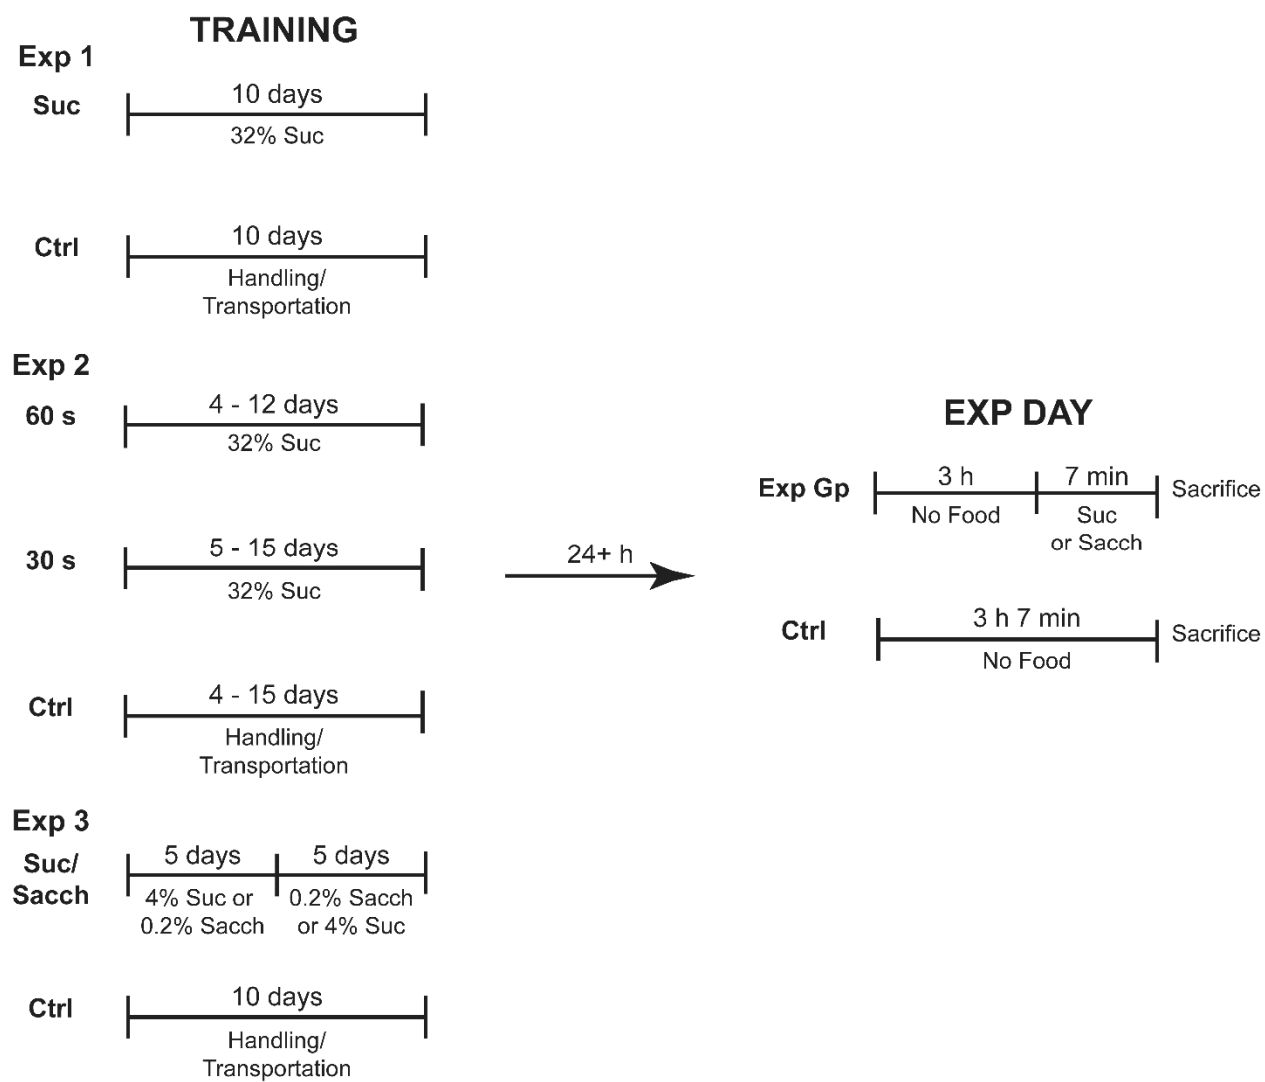 TRAINING
Exp 1
Suc
10 days
32% Suc
Ctrl
10 days
Handling/
Transportation
Exp 2
60 s
4 - 12 days
32% Suc
30 s
5 - 15 days
32% Suc
Ctrl
4 - 15 days
Handling/
Transportation
Exp 3
Suc/
Sacch
5 days
4% Suc or
0.2% Sacch
5 days
0.2% Sacch
or 4% Suc
Ctrl
10 days
Handling/
Transportation
24+ h
EXP DAY
Exp Gp
3 h
No Food
7 min
Suc
or Sacch
Sacrifice
Ctrl
3 h 7 min
No Food
Sacrifice